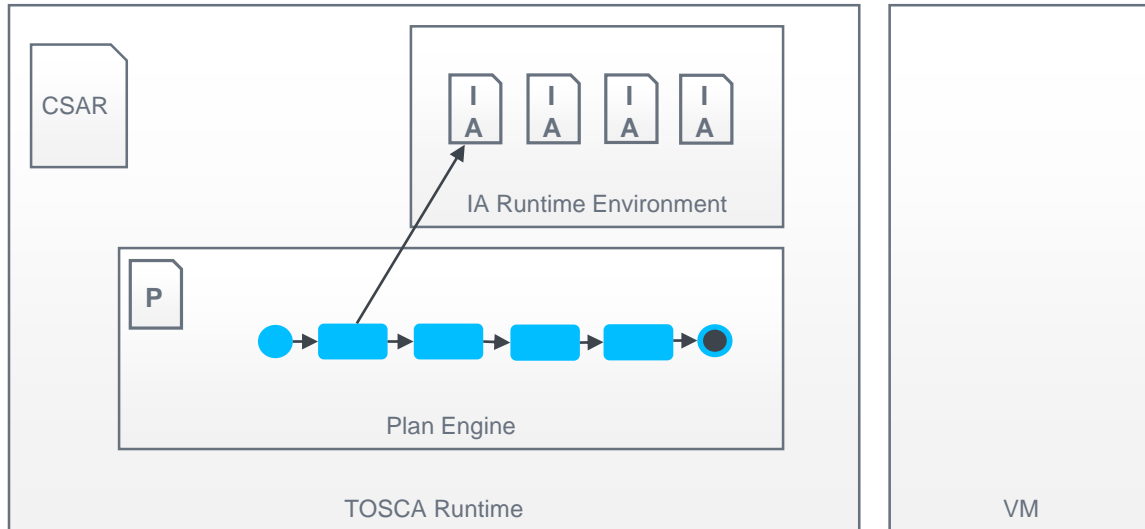 CSAR
I
A
I
A
I
A
I
A
IA Runtime Environment
P
Plan Engine
TOSCA Runtime
VM